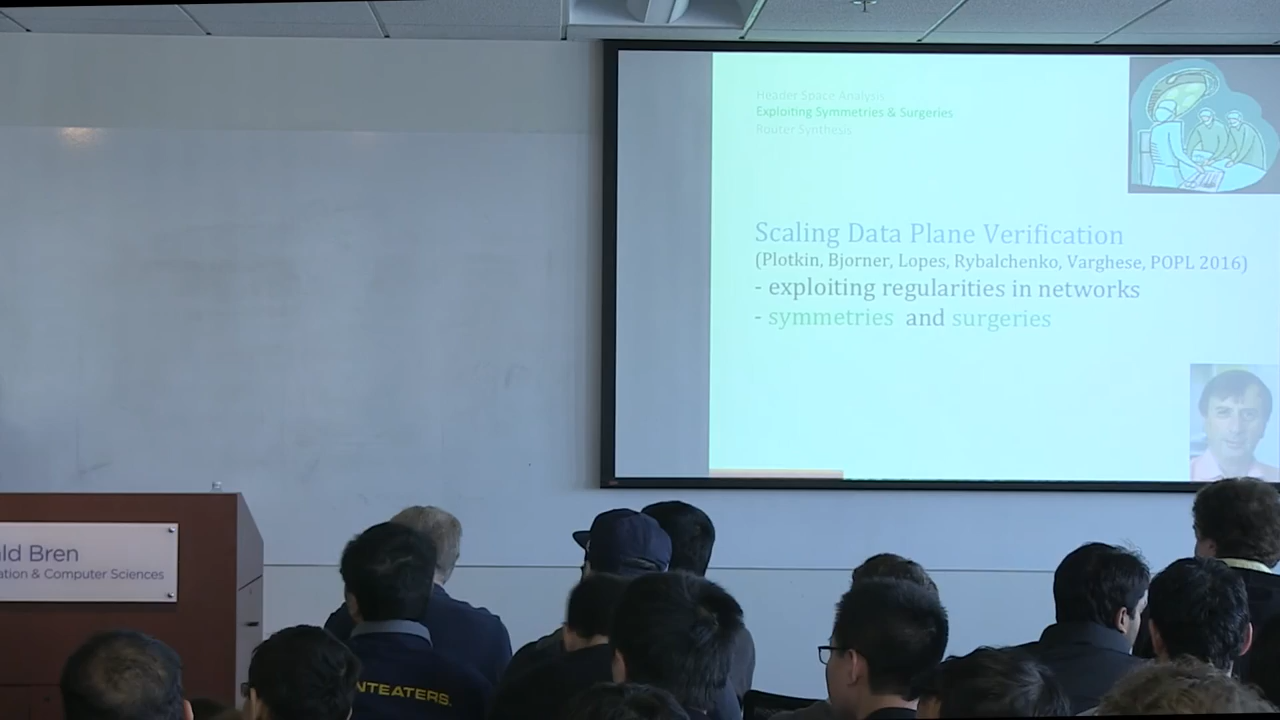 Header Space Analysis
Exploiting Symmetries & Surgeries
Router Synthesis
Scaling Data Plane Verification
(Plotkin, Bjorner, Lopes, Rybalchenko, Varghese, POPL 2016)
- exploiting regularities in networks
- symmetries and surgeries
ld Bren
ation & Computer Sciences
NTEATERS.